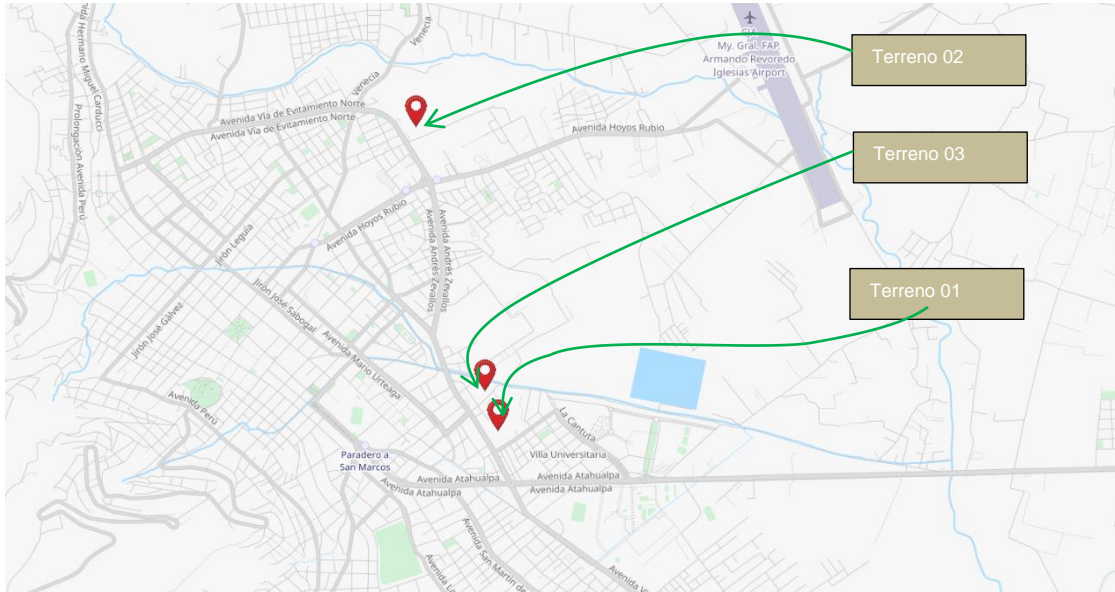 CJA
My. Gral. FAP.
Armando Revoredo
Iglesias Airport
Terreno 02
Venecia
Venecia
Avenida Hermano Miguel Carducci
Prolongación Avenida Perú
Avenida Vía de Evitamiento Norte
Avenida Vía de Evitamiento Norte
Avenida Hoyos Rubio
Terreno 03
Avenida Hoyos Rubio
Jirón Leguía
Avenida Andrés Zevallos
Avenida Andrés Zevallos
Terreno 01
Jirón José Sabogal
Jirón José Gálvez
Avenida Mario Urteaga
Avenida Perú
La Cantuta
Villa Universitaria
Paradero a
San Marcos
Avenida Atahualpa
Avenida Atahualpa
Avenida Atahualpa
Avenida Atahualpa
Avenida San Martín de
Avenida La
Avenida V